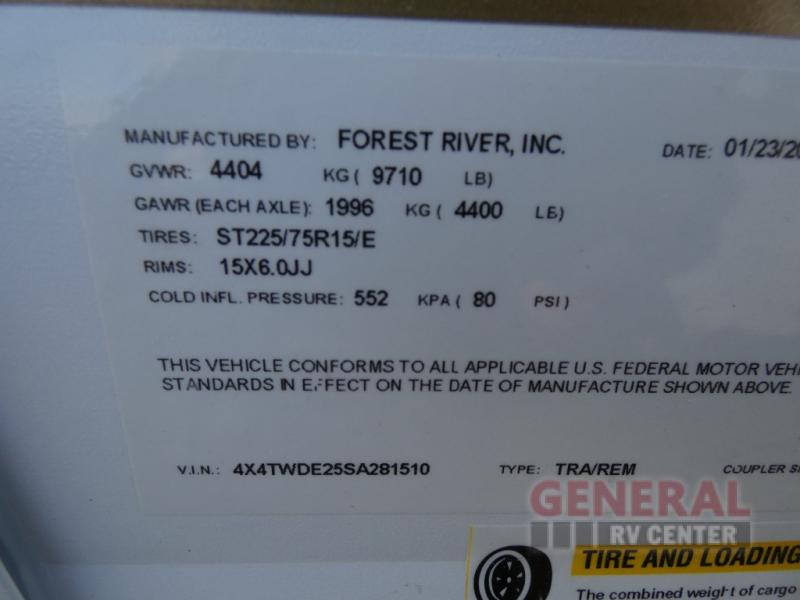 MANUFACTURED BY: FOREST RIVER, INC. DATE: 01/23/20
GVWR: 4404 KG ( 9710 LB)
GAWR (EACH AXLE): 1996 KG ( 4400 LB)
TIRES: ST225/75R15/E
RIMS: 15X6.0JJ
COLD INFL. PRESSURE: 552 KPA ( 80 PSI )
THIS VEHICLE CONFORMS TO ALL APPLICABLE U.S. FEDERAL MOTOR VEHI
STANDARDS IN EFFECT ON THE DATE OF MANUFACTURE SHOWN ABOVE.
V.I.N.: 4X4TWDE25SA281510 TYPE: TRA/REM COUPLER S
GENERAL
RV CENTER
TIRE AND LOADING
The combined weight of cargo